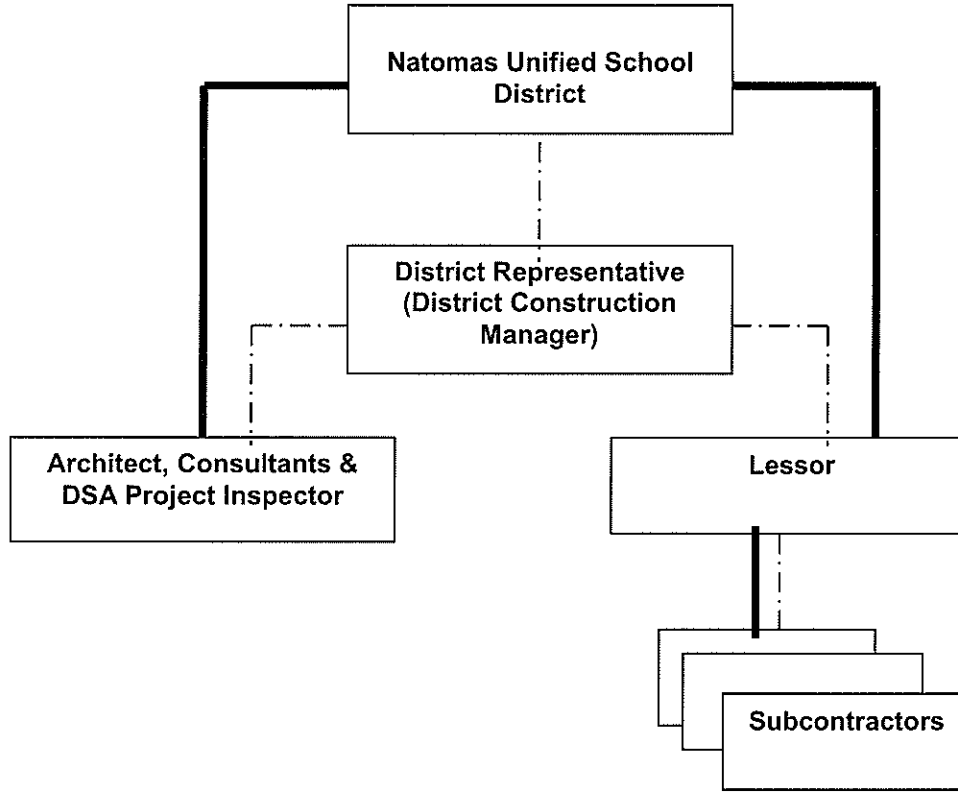 Natomas Unified School
District
District Representative
(District Construction
Manager)
Architect, Consultants &
DSA Project Inspector
Lessor
Subcontractors